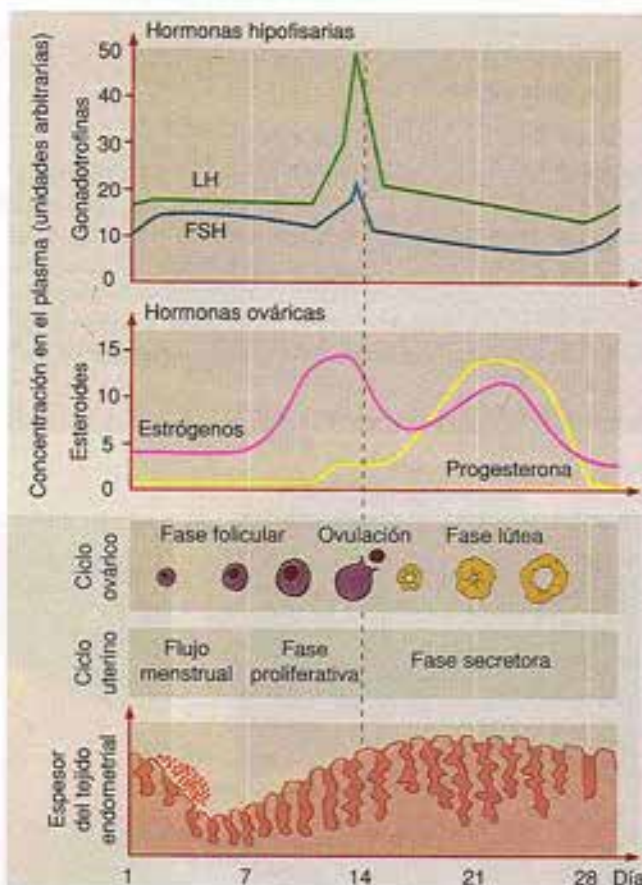 Hormonas hipofisarias
Concentración en el plasma (unidades arbitrarias)
Gonadotrofinas
50
40
30
20
10
0
LH
FSH
Hormonas ováricas
Esteroides
15
10
5
0
Estrógenos
Progesterona
Ciclo
ovárico
Fase folicular
Ovulación
Fase lútea
Ciclo
uterino
Flujo
menstrual
Fase
proliferativa
Fase secretora
Espesor
del tejido
endometrial
1 7 14 21 28 Día